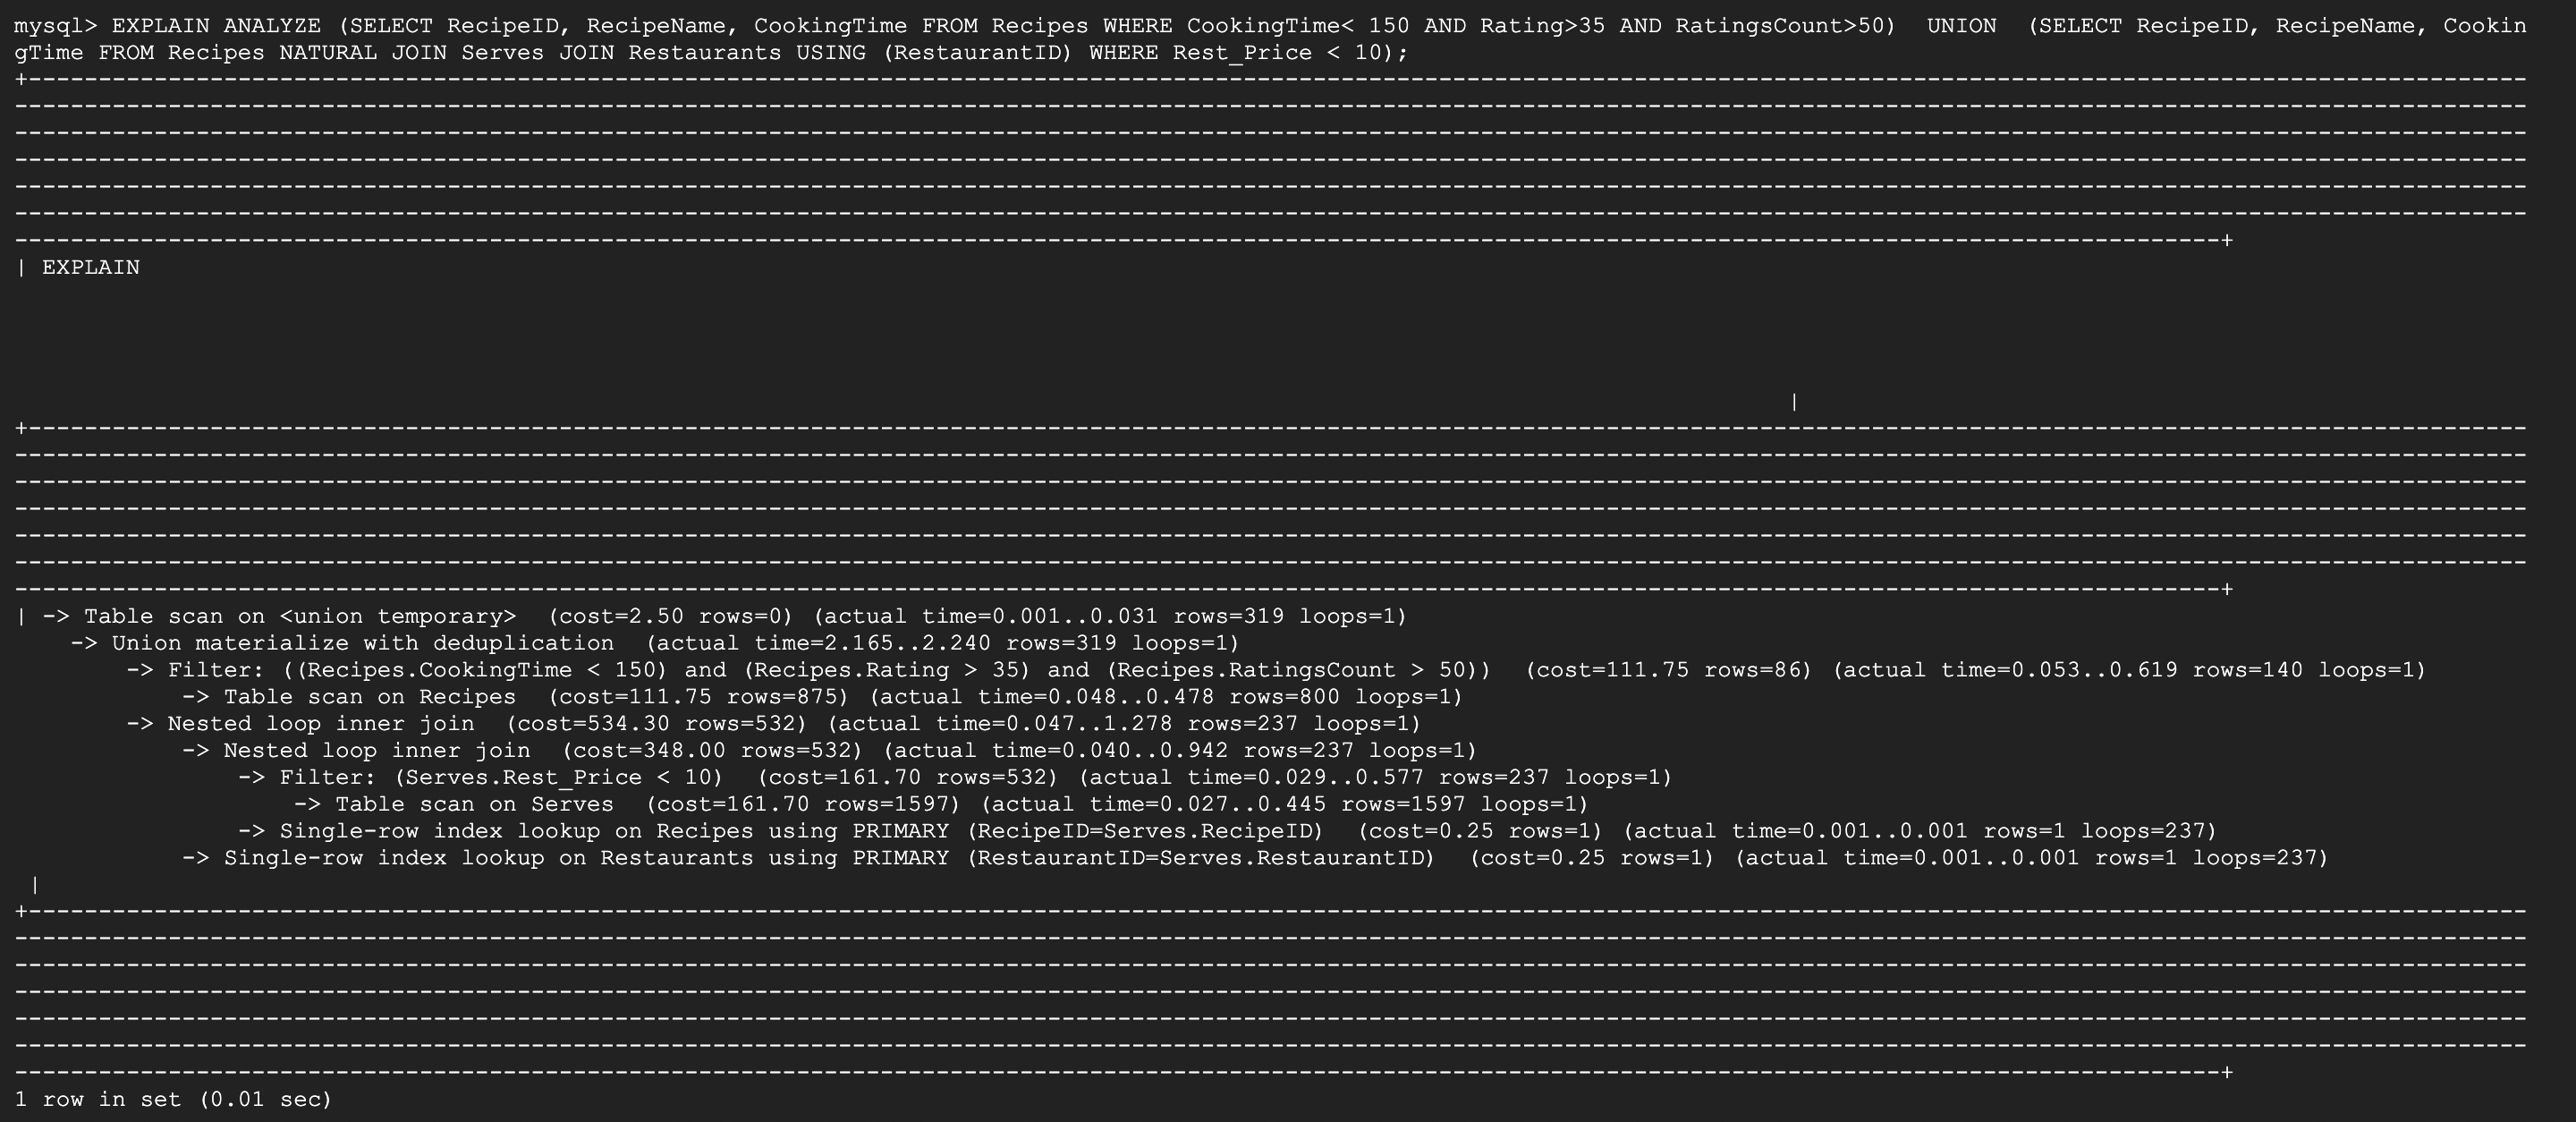 mysql> EXPLAIN ANALYZE (SELECT RecipeID, RecipeName, CookingTime FROM Recipes WHERE CookingTime< 150 AND Rating>35 AND RatingsCount>50)  UNION  (SELECT RecipeID, RecipeName, Cookin
gTime FROM Recipes NATURAL JOIN Serves JOIN Restaurants USING (RestaurantID) WHERE Rest_Price < 10);
| EXPLAIN
|
| -> Table scan on <union temporary>  (cost=2.50 rows=0) (actual time=0.001..0.031 rows=319 loops=1)
    -> Union materialize with deduplication  (actual time=2.165..2.240 rows=319 loops=1)
        -> Filter: ((Recipes.CookingTime < 150) and (Recipes.Rating > 35) and (Recipes.RatingsCount > 50))  (cost=111.75 rows=86) (actual time=0.053..0.619 rows=140 loops=1)
            -> Table scan on Recipes  (cost=111.75 rows=875) (actual time=0.048..0.478 rows=800 loops=1)
        -> Nested loop inner join  (cost=534.30 rows=532) (actual time=0.047..1.278 rows=237 loops=1)
            -> Nested loop inner join  (cost=348.00 rows=532) (actual time=0.040..0.942 rows=237 loops=1)
                -> Filter: (Serves.Rest_Price < 10)  (cost=161.70 rows=532) (actual time=0.029..0.577 rows=237 loops=1)
                    -> Table scan on Serves  (cost=161.70 rows=1597) (actual time=0.027..0.445 rows=1597 loops=1)
                -> Single-row index lookup on Recipes using PRIMARY (RecipeID=Serves.RecipeID)  (cost=0.25 rows=1) (actual time=0.001..0.001 rows=1 loops=237)
            -> Single-row index lookup on Restaurants using PRIMARY (RestaurantID=Serves.RestaurantID)  (cost=0.25 rows=1) (actual time=0.001..0.001 rows=1 loops=237)
 |
1 row in set (0.01 sec)